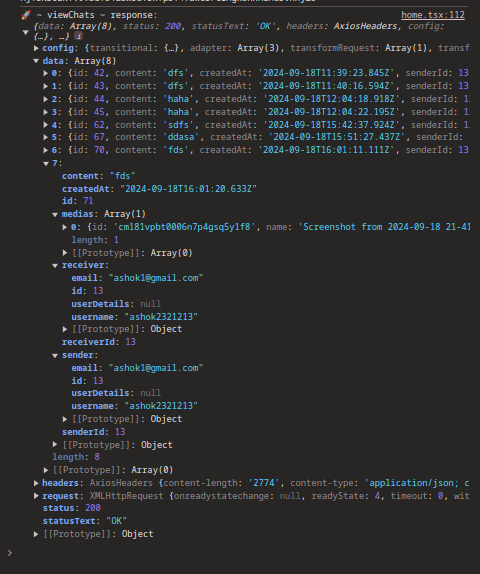 🚀 ~ viewChats ~ response: home.tsx:112
{data: Array(8), status: 200, statusText: 'OK', headers: AxiosHeaders, config:
{…}, …} i
config: {transitional: {…}, adapter: Array(3), transformRequest: Array(1), transf
data: Array(8)
0: {id: 42, content: 'dfs', createdAt: '2024-09-18T11:39:23.845Z', senderId: 13
1: {id: 43, content: 'dfs', createdAt: '2024-09-18T11:40:16.594Z', senderId: 13
2: {id: 44, content: 'haha', createdAt: '2024-09-18T12:04:18.918Z', senderId: 1
3: {id: 45, content: 'haha', createdAt: '2024-09-18T12:04:22.195Z', senderId: 1
4: {id: 62, content: 'sdfs', createdAt: '2024-09-18T15:42:37.924Z', senderId: 1
5: {id: 67, content: 'ddasa', createdAt: '2024-09-18T15:51:27.437Z', senderId:
6: {id: 70, content: 'fds', createdAt: '2024-09-18T16:01:11.111Z', senderId: 13
7:
content: "fds"
createdAt: "2024-09-18T16:01:20.633Z"
id: 71
medias: Array(1)
0: {id: 'cm181vpbt0006n7p4gsq5y1f8', name: 'Screenshot from 2024-09-18 21-41
length: 1
[[Prototype]]: Array(0)
receiver:
email: "ashok1@gmail.com"
id: 13
userDetails: null
username: "ashok2321213"
[[Prototype]]: Object
receiverId: 13
sender:
email: "ashok1@gmail.com"
id: 13
userDetails: null
username: "ashok2321213"
[[Prototype]]: Object
senderId: 13
[[Prototype]]: Object
length: 8
[[Prototype]]: Array(0)
headers: AxiosHeaders {content-length: '2774', content-type: 'application/json; c
request: XMLHttpRequest {onreadystatechange: null, readyState: 4, timeout: 0, wit
status: 200
statusText: "OK"
[[Prototype]]: Object